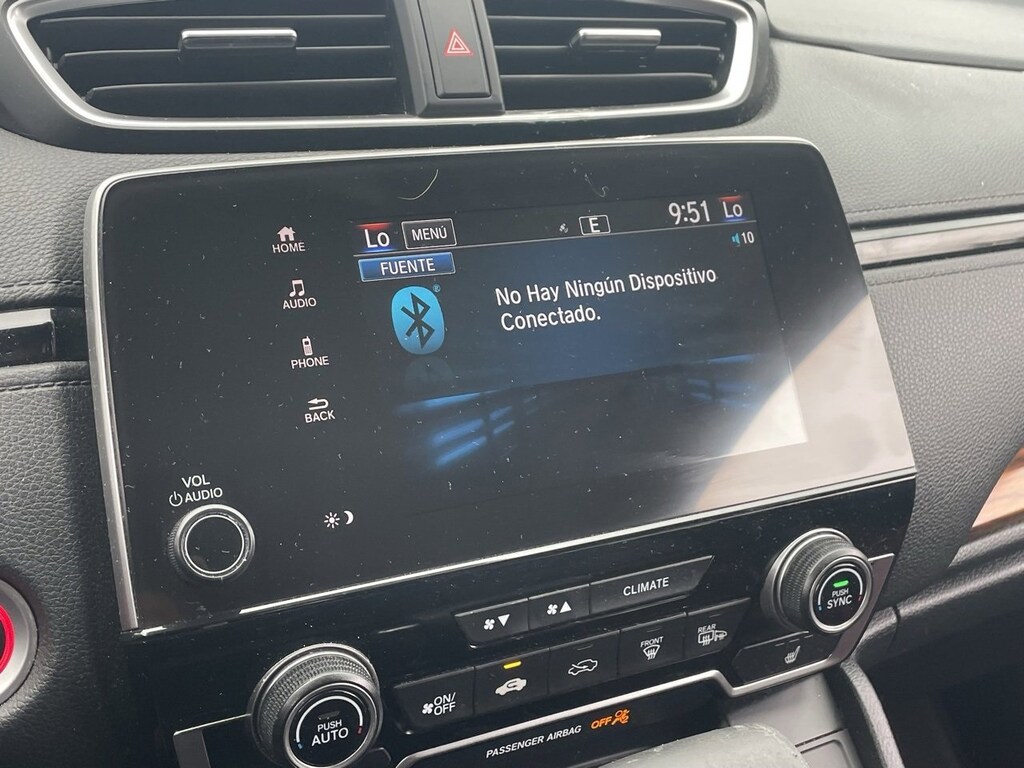 Lo MENÚ E 9:51 Lo
FUENTE
10
No Hay Ningún Dispositivo
Conectado.
HOME
AUDIO
PHONE
BACK
VOL
AUDIO
CLIMATE
PUSH
SYNC
FRONT
REAR
ON/
OFF
PUSH
AUTO
PASSENGER AIRBAG OFF